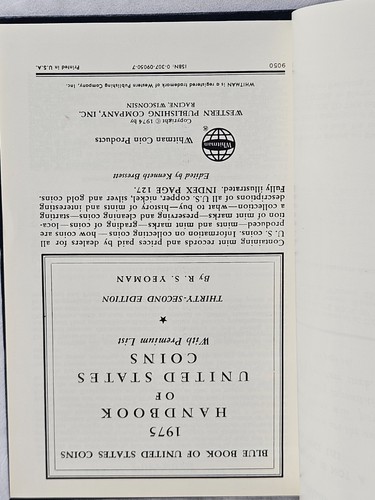 BLUE BOOK OF UNITED STATES COINS
1975
HANDBOOK
OF
UNITED STATES
COINS
With Premium List
★
THIRTY-SECOND EDITION
By R. S. YEOMAN
Containing mint records and prices paid by dealers for all
U. S. coins. Information on collecting coins — how coins are
produced—mints and mint marks—grading of coins—loca-
tion of mint marks—preserving and cleaning coins—starting
a collection—what to buy—history of mints and interesting
descriptions of all U.S. copper, nickel, silver and gold coins.
Fully illustrated. INDEX PAGE 127.
Edited by Kenneth Bressett
Whitman ®
Whitman Coin Products
Copyright © 1974 by
WESTERN PUBLISHING COMPANY, INC.
RACINE, WISCONSIN
WHITMAN is a registered trademark of Western Publishing Company, Inc.
9050 ISBN: 0-307-09050-7 Printed in U.S.A.